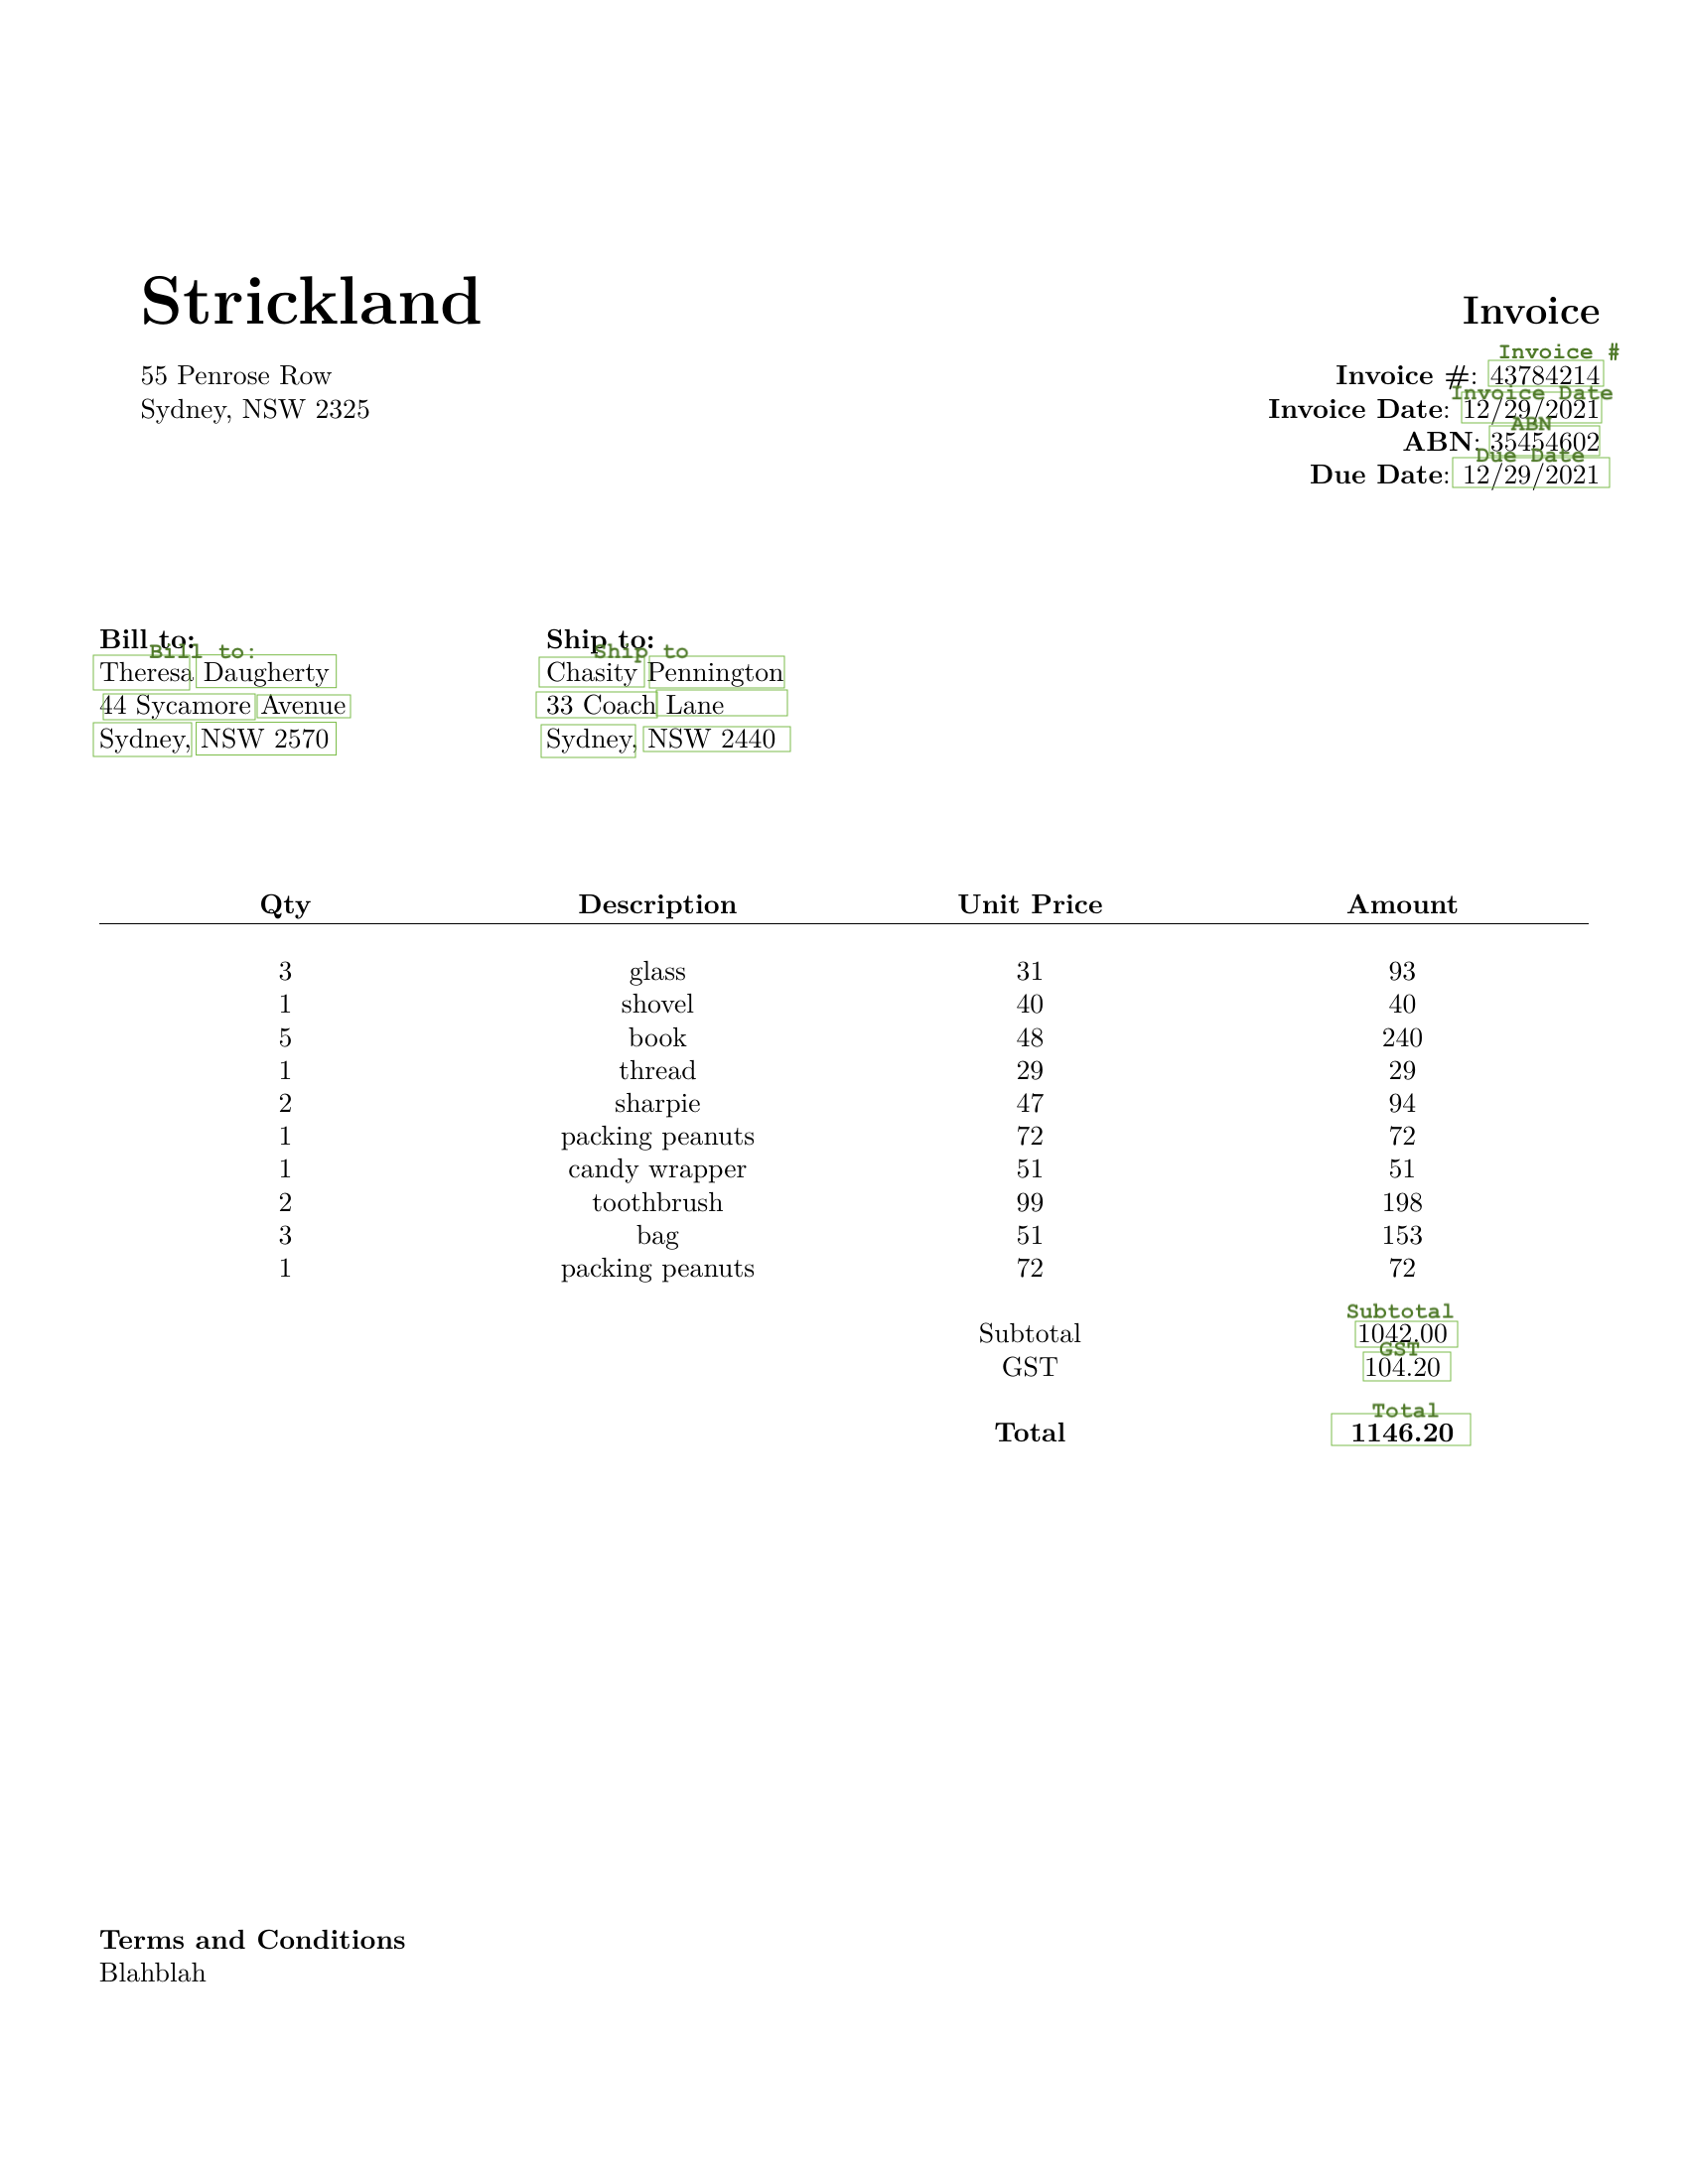 Strickland
Invoice
55 Penrose Row
Sydney, NSW 2325
Invoice #
Invoice #: 43784214
Invoice Date
Invoice Date: 12/29/2021
ABN
ABN: 35454602
Due Date
Due Date: 12/29/2021
Bill to:
Bill to:
Theresa Daugherty
44 Sycamore Avenue
Sydney, NSW 2570
Ship to:
Ship to
Chasity Pennington
33 Coach Lane
Sydney, NSW 2440
Qty Description Unit Price Amount
3 glass 31 93
1 shovel 40 40
5 book 48 240
1 thread 29 29
2 sharpie 47 94
1 packing peanuts 72 72
1 candy wrapper 51 51
2 toothbrush 99 198
3 bag 51 153
1 packing peanuts 72 72
Subtotal
Subtotal 1042.00
GST
GST 104.20
Total
Total 1146.20
Terms and Conditions
Blahblah